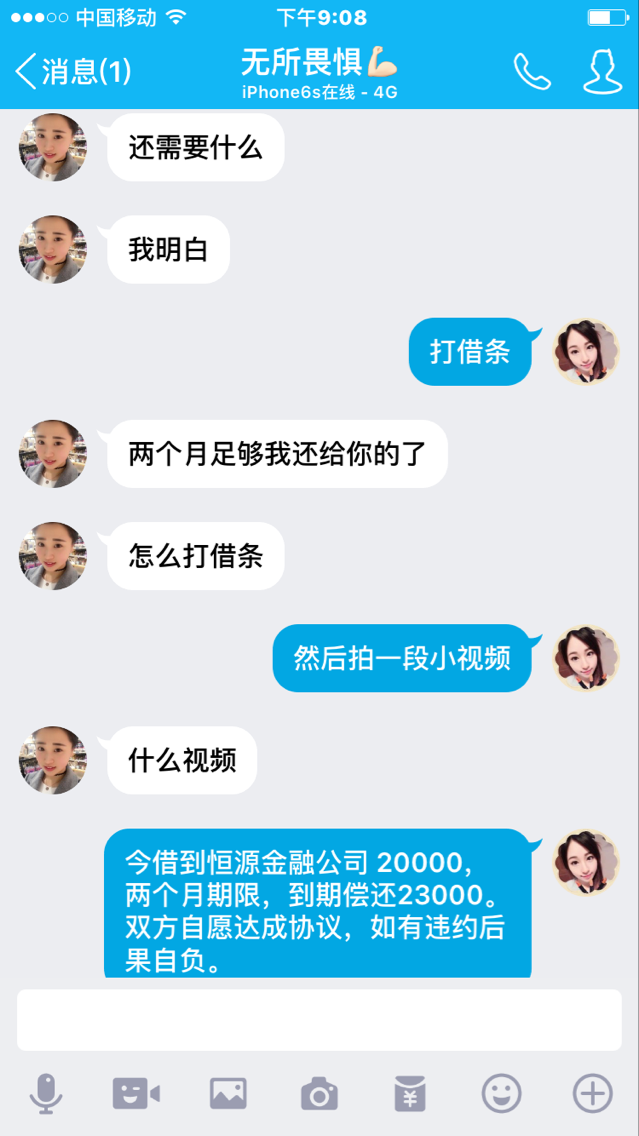 中国移动 下午9:08
消息(1) 无所畏惧💪🏻
iPhone6s在线 - 4G
还需要什么
我明白
打借条
两个月足够我还给你的了
怎么打借条
然后拍一段小视频
什么视频
今借到恒源金融公司 20000，
两个月期限，到期偿还23000。
双方自愿达成协议，如有违约后
果自负。